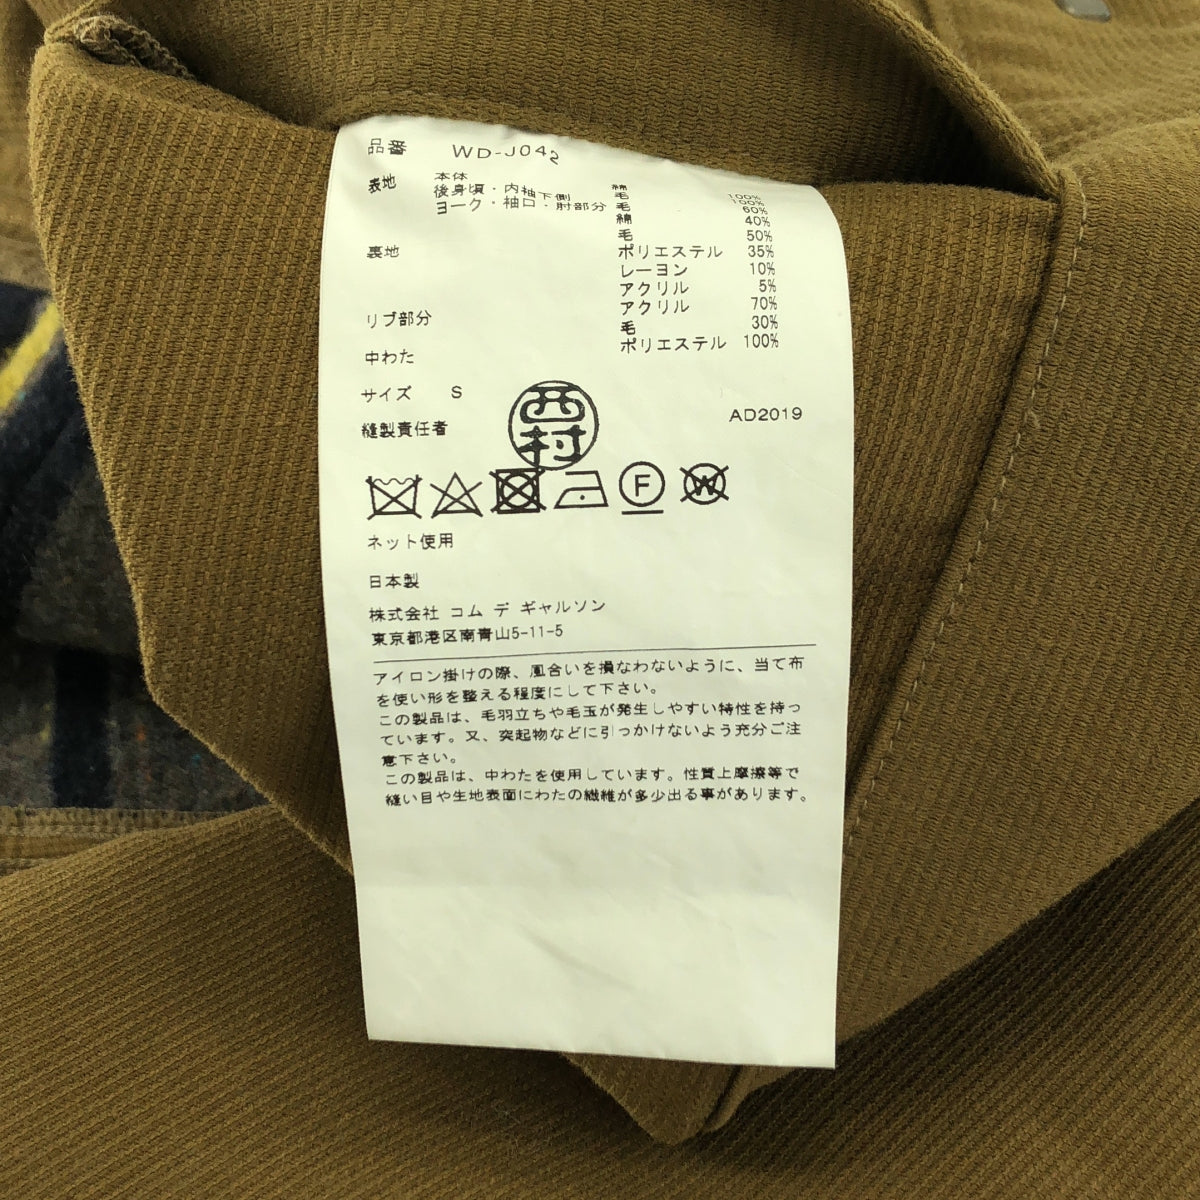 品番 WD-J042
表地 本体 綿 100%
後身頃・内袖下側 毛 100%
ヨーク・袖口・肘部分 毛 60%
綿 40%
裏地 毛 50%
ポリエステル 35%
レーヨン 10%
アクリル 5%
リブ部分 アクリル 70%
毛 30%
中わた ポリエステル 100%
サイズ S
AD2019
縫製責任者 西村
F
W
ネット使用
日本製
株式会社 コム デ ギャルソン
東京都港区南青山5-11-5
アイロン掛けの際、風合いを損なわないように、当て布
を使い形を整える程度にして下さい。
この製品は、毛羽立ちや毛玉が発生しやすい特性を持っ
ています。又、突起物などに引っかけないよう充分ご注
意下さい。
この製品は、中わたを使用しています。性質上摩擦等で
縫い目や生地表面にわたの繊維が多少出る事があります。